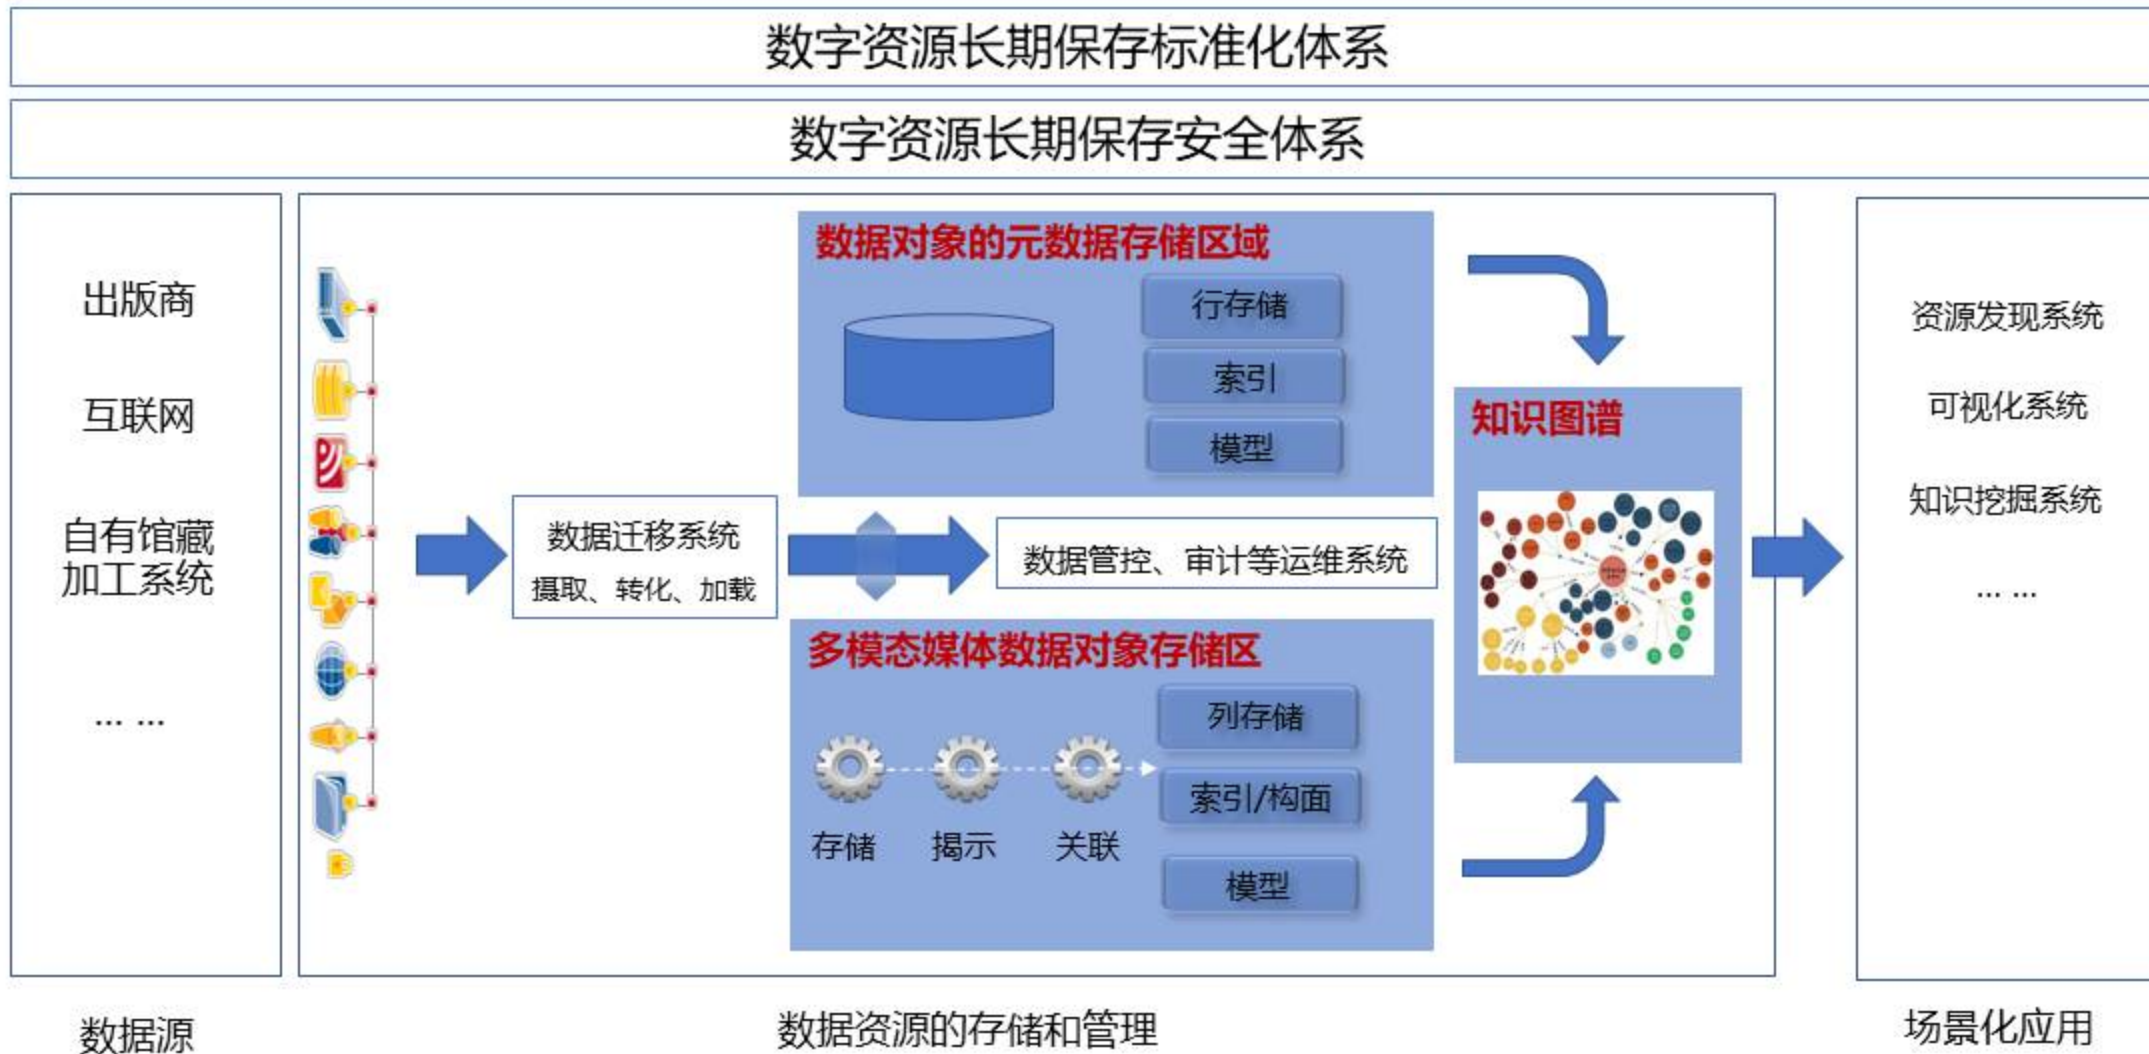 数字资源长期保存标准化体系
数字资源长期保存安全体系
出版商
互联网
自有馆藏
加工系统
... ...
数据源
数据迁移系统
摄取、转化、加载
数据对象的元数据存储区域
行存储
索引
模型
数据管控、审计等运维系统
多模态媒体数据对象存储区
存储
揭示
关联
列存储
索引/构面
模型
知识图谱
数据资源的存储和管理
资源发现系统
可视化系统
知识挖掘系统
... ...
场景化应用